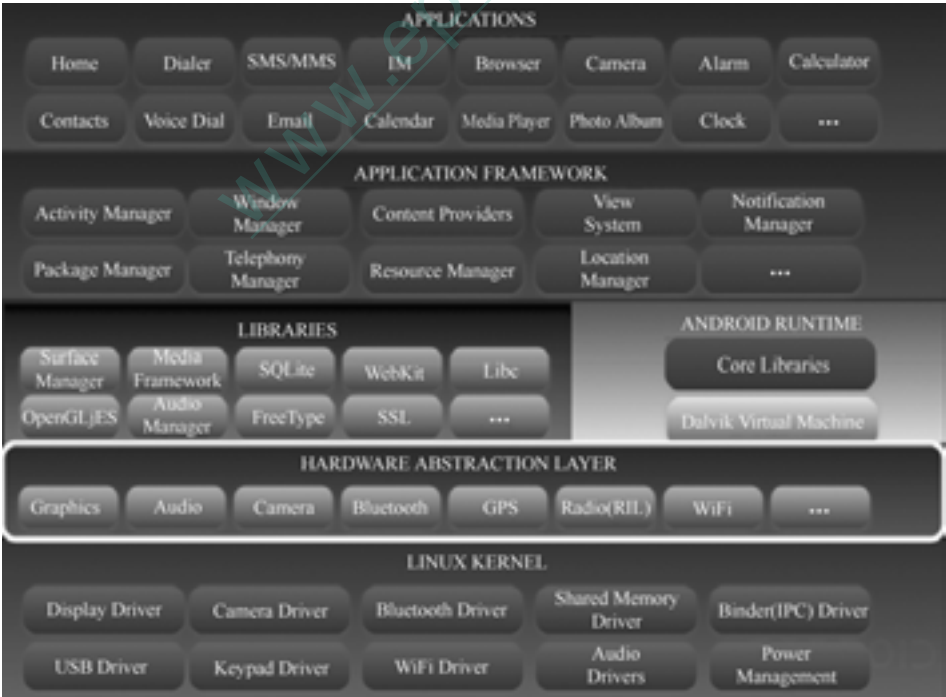 APPLICATIONS
Home Dialer SMS/MMS IM Browser Camera Alarm Calculator
Contacts Voice Dial Email Calendar Media Player Photo Album Clock ...
APPLICATION FRAMEWORK
Activity Manager Window Manager Content Providers View System Notification Manager
Package Manager Telephony Manager Resource Manager Location Manager ...
LIBRARIES
Surface Manager Media Framework SQLite WebKit Libc
OpenGL|ES Audio Manager FreeType SSL ...
ANDROID RUNTIME
Core Libraries
Dalvik Virtual Machine
HARDWARE ABSTRACTION LAYER
Graphics Audio Camera Bluetooth GPS Radio(RIL) WiFi ...
LINUX KERNEL
Display Driver Camera Driver Bluetooth Driver Shared Memory Driver Binder(IPC) Driver
USB Driver Keypad Driver WiFi Driver Audio Drivers Power Management